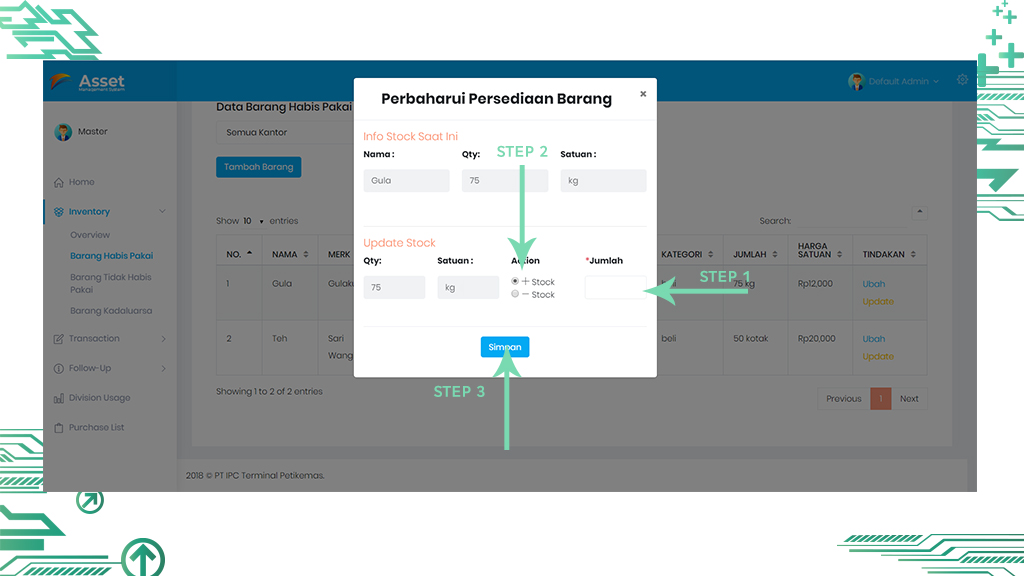 Asset
Management System
Default Admin
Master
Home
Inventory
Overview
Barang Habis Pakai
Barang Tidak Habis
Pakai
Barang Kadaluarsa
Transaction
Follow-Up
Division Usage
Purchase List
Data Barang Habis Pakai
Semua Kantor
Tambah Barang
Show 10 entries
Search:
NO. NAMA MERK KATEGORI JUMLAH HARGA SATUAN TINDAKAN
1 Gula 75 kg Rp12,000 Ubah
Update
2 Teh Sari beli 50 kotak Rp20,000 Ubah
Wang Update
Showing 1 to 2 of 2 entries
Previous 1 Next
2018 © PT IPC Terminal Petikemas.
Perbaharui Persediaan Barang ×
Info Stock Saat Ini
Nama : Qty: Satuan :
Gula 75 kg
STEP 2
Update Stock
Qty: Satuan : Action *Jumlah
75 kg + Stock
− Stock
STEP 1
Simpan
STEP 3